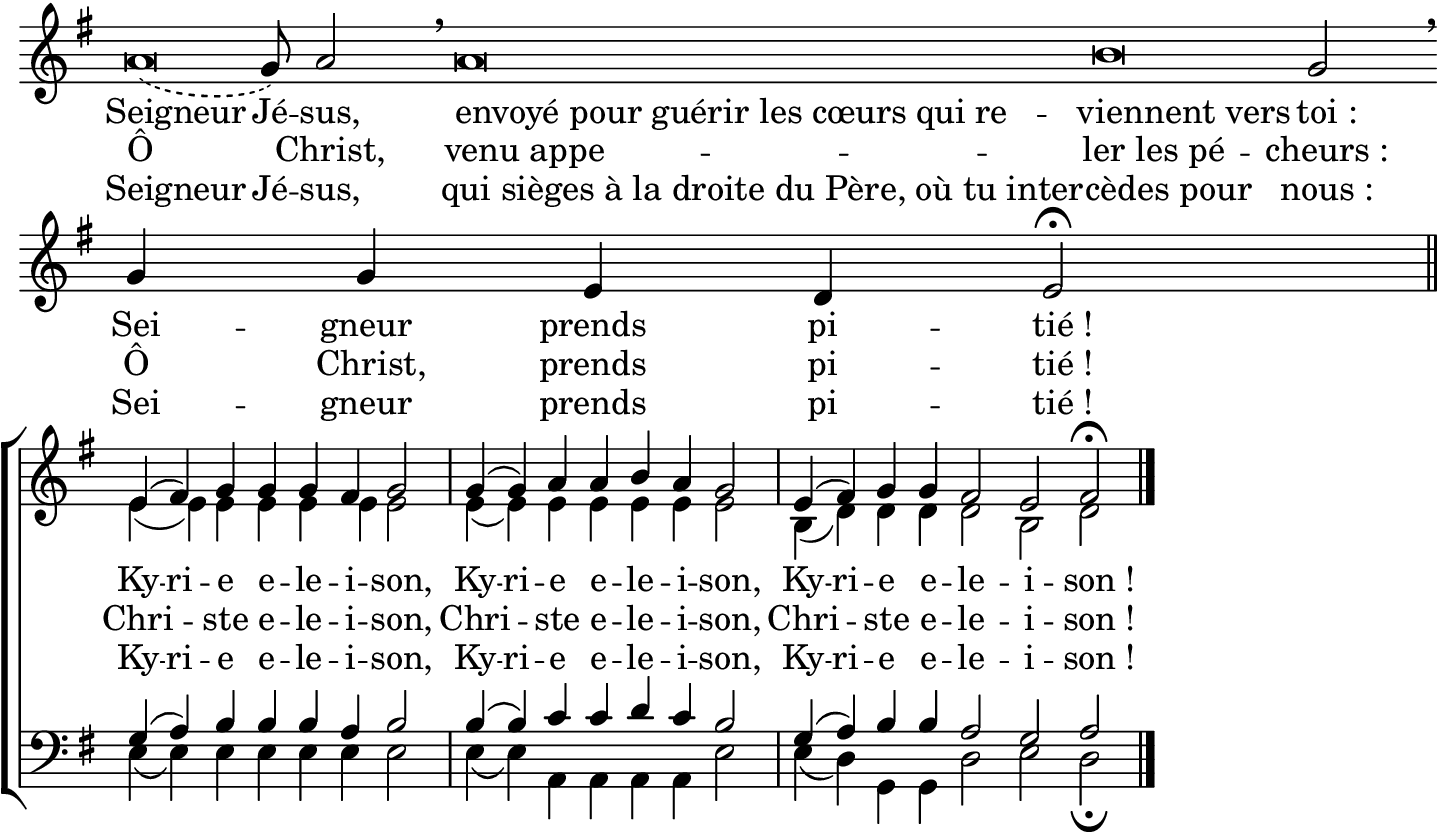 Seigneur Jé -- sus, envoyé pour guérir les cœurs qui re -- viennent vers toi :
Ô Christ, venu appe -- ler les pé -- cheurs :
Seigneur Jé -- sus, qui sièges à la droite du Père, où tu intercèdes pour nous :
Sei -- gneur prends pi -- tié !
Ô Christ, prends pi -- tié !
Sei -- gneur prends pi -- tié !
Ky -- ri -- e e -- le -- i -- son, Ky -- ri -- e e -- le -- i -- son, Ky -- ri -- e e -- le -- i -- son !
Chri -- ste e -- le -- i -- son, Chri -- ste e -- le -- i -- son, Chri -- ste e -- le -- i -- son !
Ky -- ri -- e e -- le -- i -- son, Ky -- ri -- e e -- le -- i -- son, Ky -- ri -- e e -- le -- i -- son !